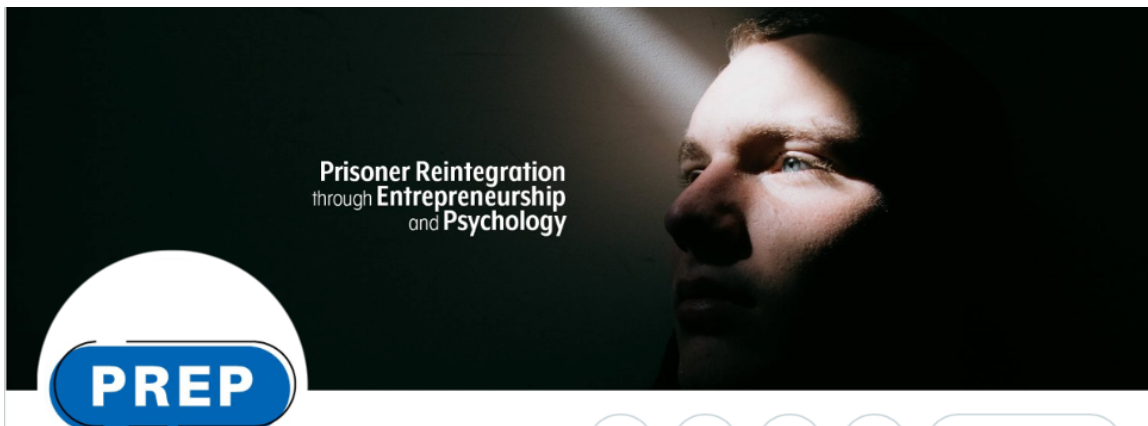 Prisoner Reintegration
through Entrepreneurship
and Psychology
PREP